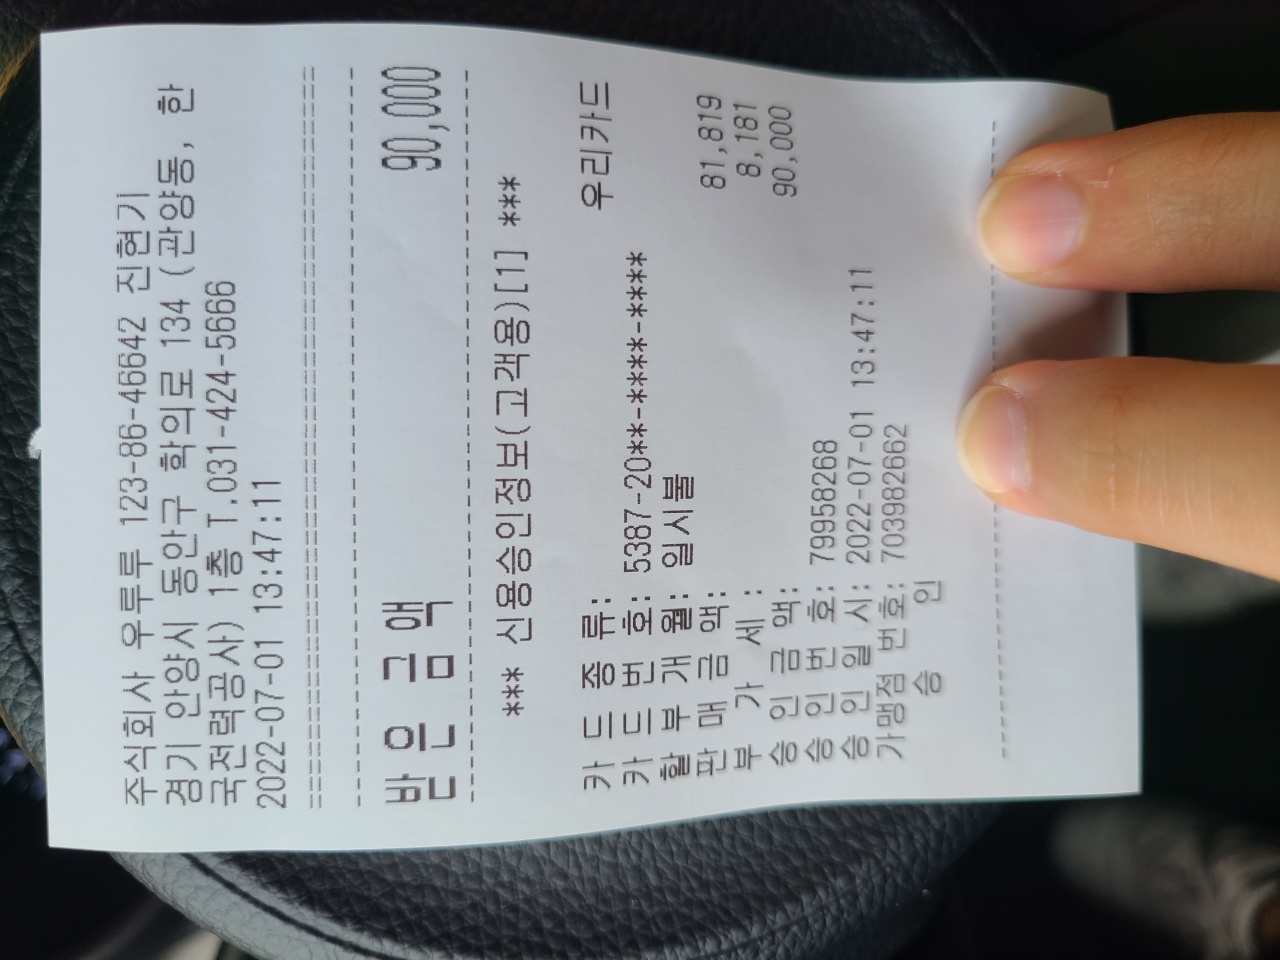 주식회사 우루루 123-86-46642 진현기
경기 안양시 동안구 학의로 134 (관양동, 한
국전력공사) 1층 T.031-424-5666
2022-07-01 13:47:11
받은금액 90,000
*** 신용승인정보(고객용)[1] ***
카드종류: 우리카드
카드번호: 5387-20**-****-****
할부개월: 일시불
판매금액: 81,819
부가세: 8,181
승인금액: 90,000
승인번호: 79958268
승인일시: 2022-07-01 13:47:11
가맹점번호: 703982662
승인